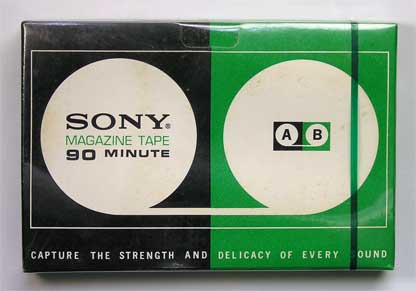 SONY®
MAGAZINE TAPE
90 MINUTE
A B
CAPTURE THE STRENGTH AND DELICACY OF EVERY SOUND